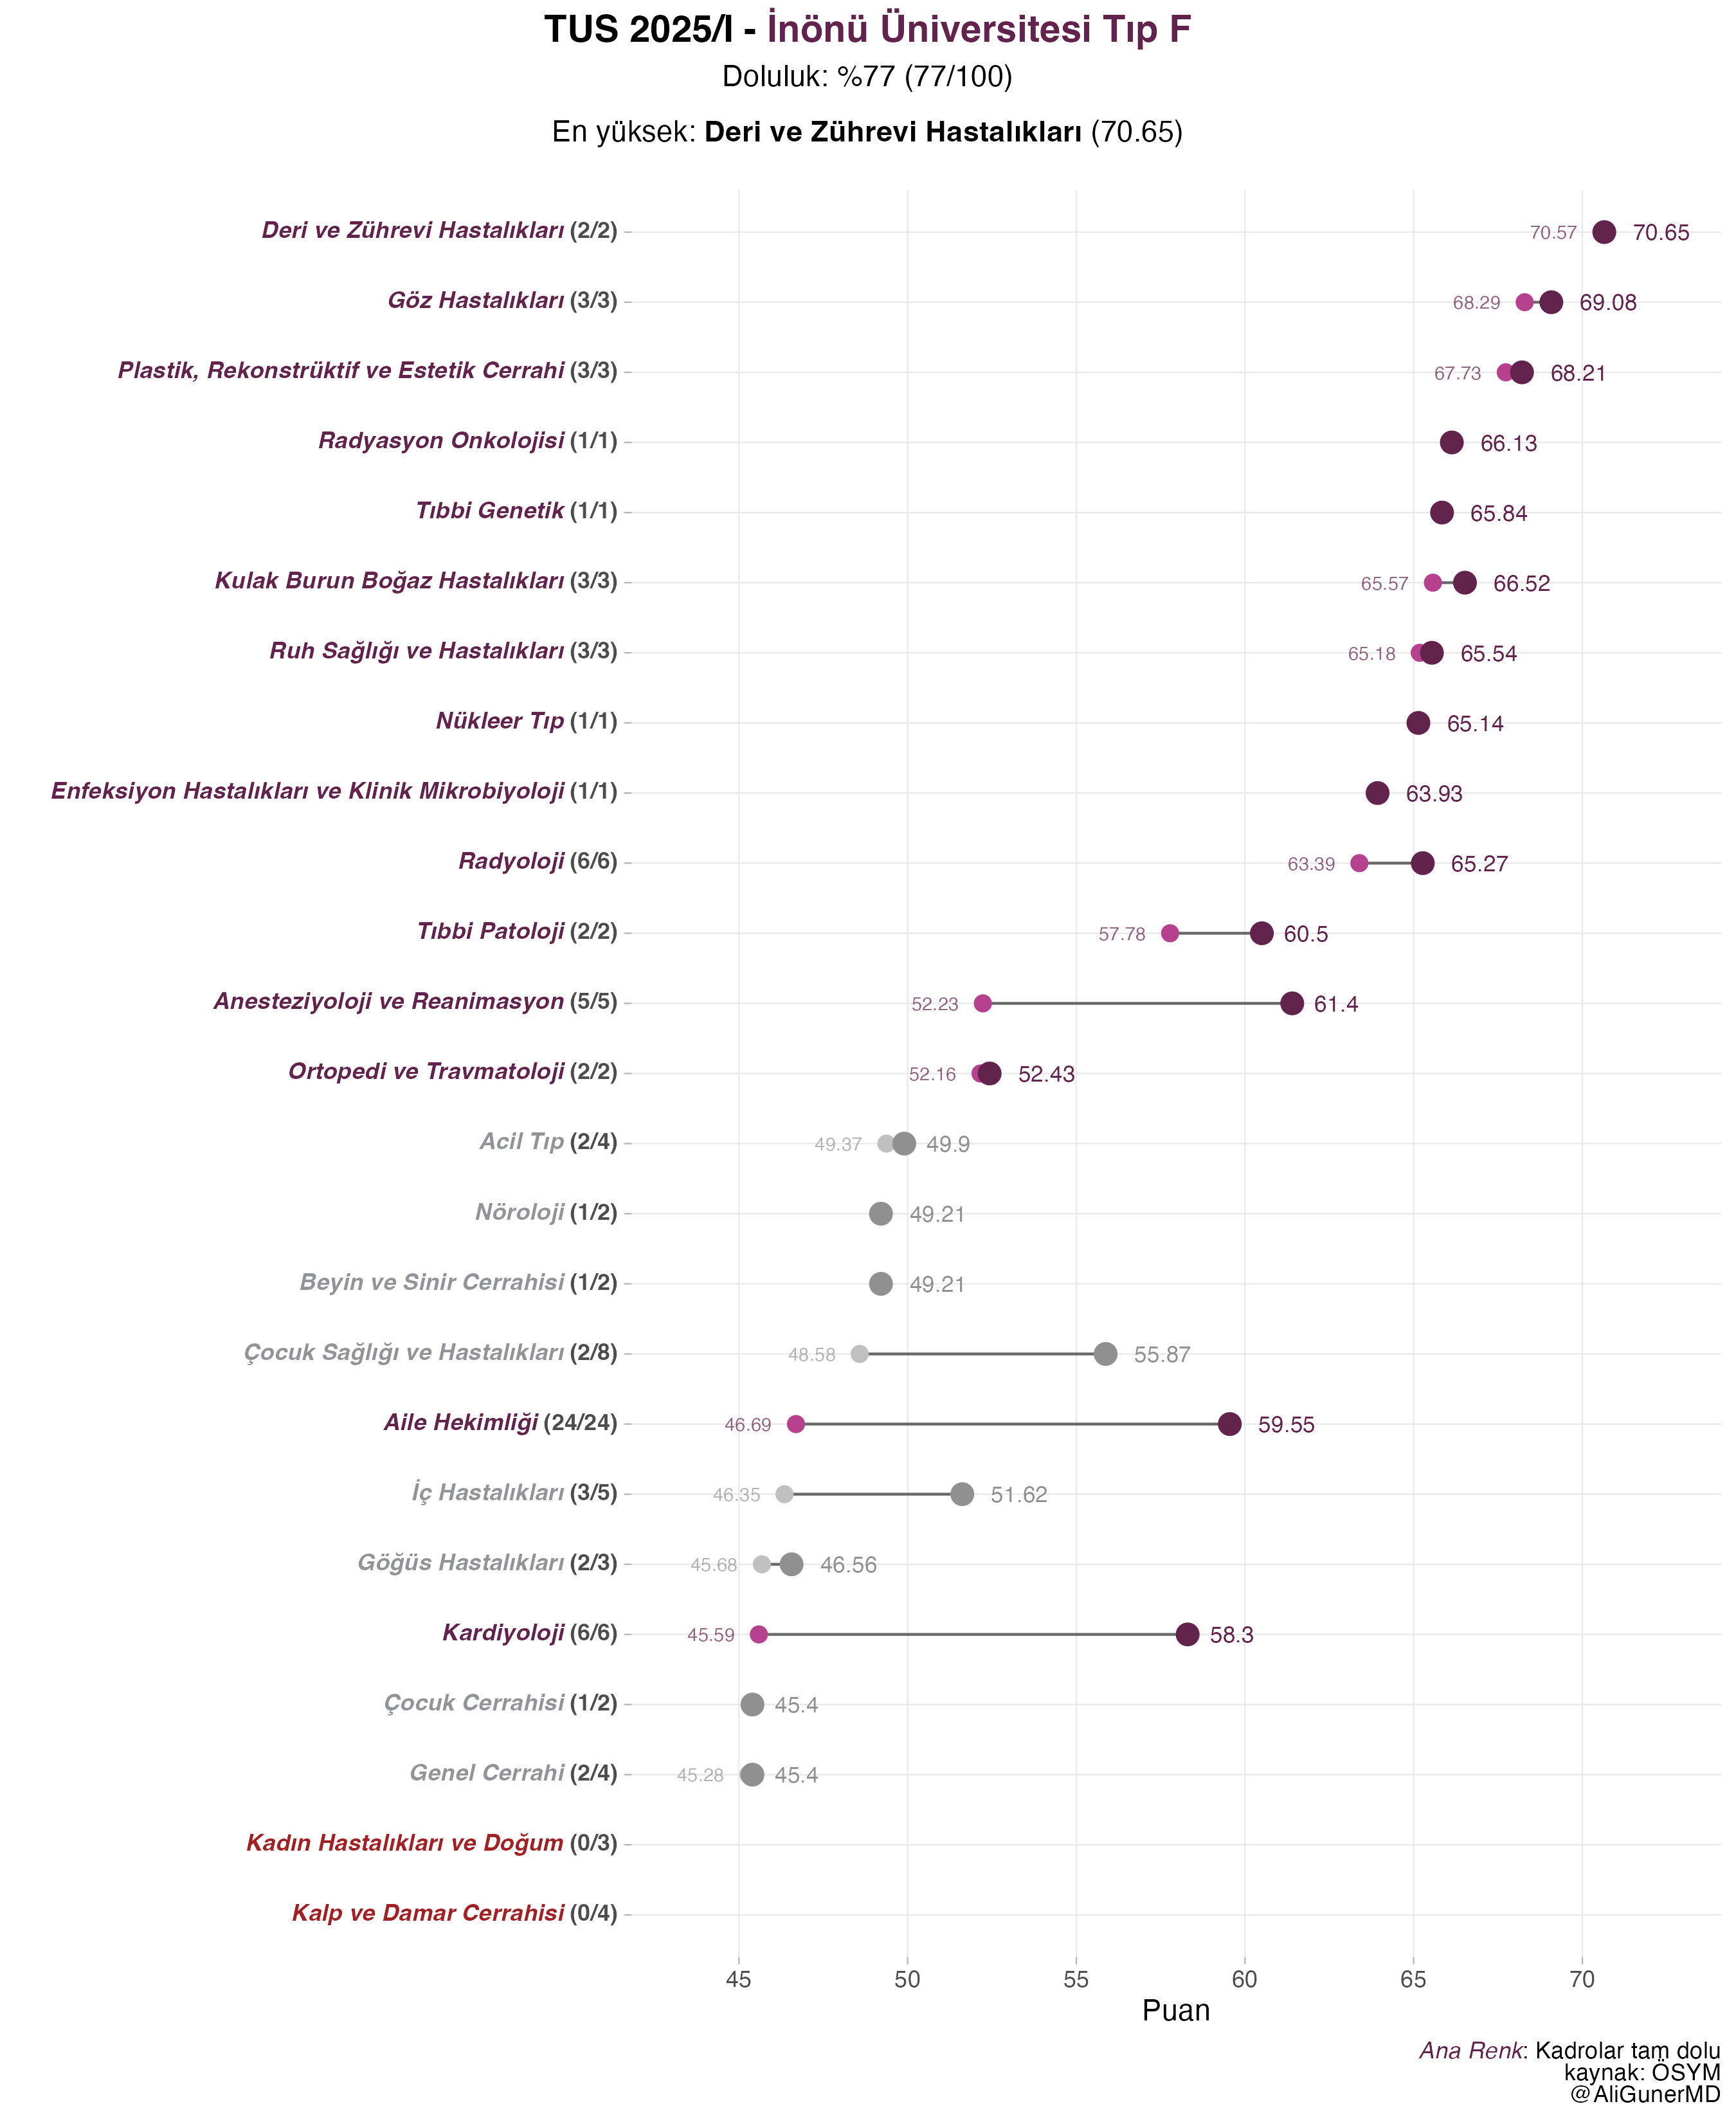 TUS 2025/I - İnönü Üniversitesi Tıp F
Doluluk: %77 (77/100)
En yüksek: Deri ve Zührevi Hastalıkları (70.65)
Deri ve Zührevi Hastalıkları (2/2) 70.57 70.65
Göz Hastalıkları (3/3) 68.29 69.08
Plastik, Rekonstrüktif ve Estetik Cerrahi (3/3) 67.73 68.21
Radyasyon Onkolojisi (1/1) 66.13
Tıbbi Genetik (1/1) 65.84
Kulak Burun Boğaz Hastalıkları (3/3) 65.57 66.52
Ruh Sağlığı ve Hastalıkları (3/3) 65.18 65.54
Nükleer Tıp (1/1) 65.14
Enfeksiyon Hastalıkları ve Klinik Mikrobiyoloji (1/1) 63.93
Radyoloji (6/6) 63.39 65.27
Tıbbi Patoloji (2/2) 57.78 60.5
Anesteziyoloji ve Reanimasyon (5/5) 52.23 61.4
Ortopedi ve Travmatoloji (2/2) 52.16 52.43
Acil Tıp (2/4) 49.37 49.9
Nöroloji (1/2) 49.21
Beyin ve Sinir Cerrahisi (1/2) 49.21
Çocuk Sağlığı ve Hastalıkları (2/8) 48.58 55.87
Aile Hekimliği (24/24) 46.69 59.55
İç Hastalıkları (3/5) 46.35 51.62
Göğüs Hastalıkları (2/3) 45.68 46.56
Kardiyoloji (6/6) 45.59 58.3
Çocuk Cerrahisi (1/2) 45.4
Genel Cerrahi (2/4) 45.28 45.4
Kadın Hastalıkları ve Doğum (0/3)
Kalp ve Damar Cerrahisi (0/4)
45 50 55 60 65 70
Puan
Ana Renk: Kadrolar tam dolu
kaynak: ÖSYM
@AliGunerMD